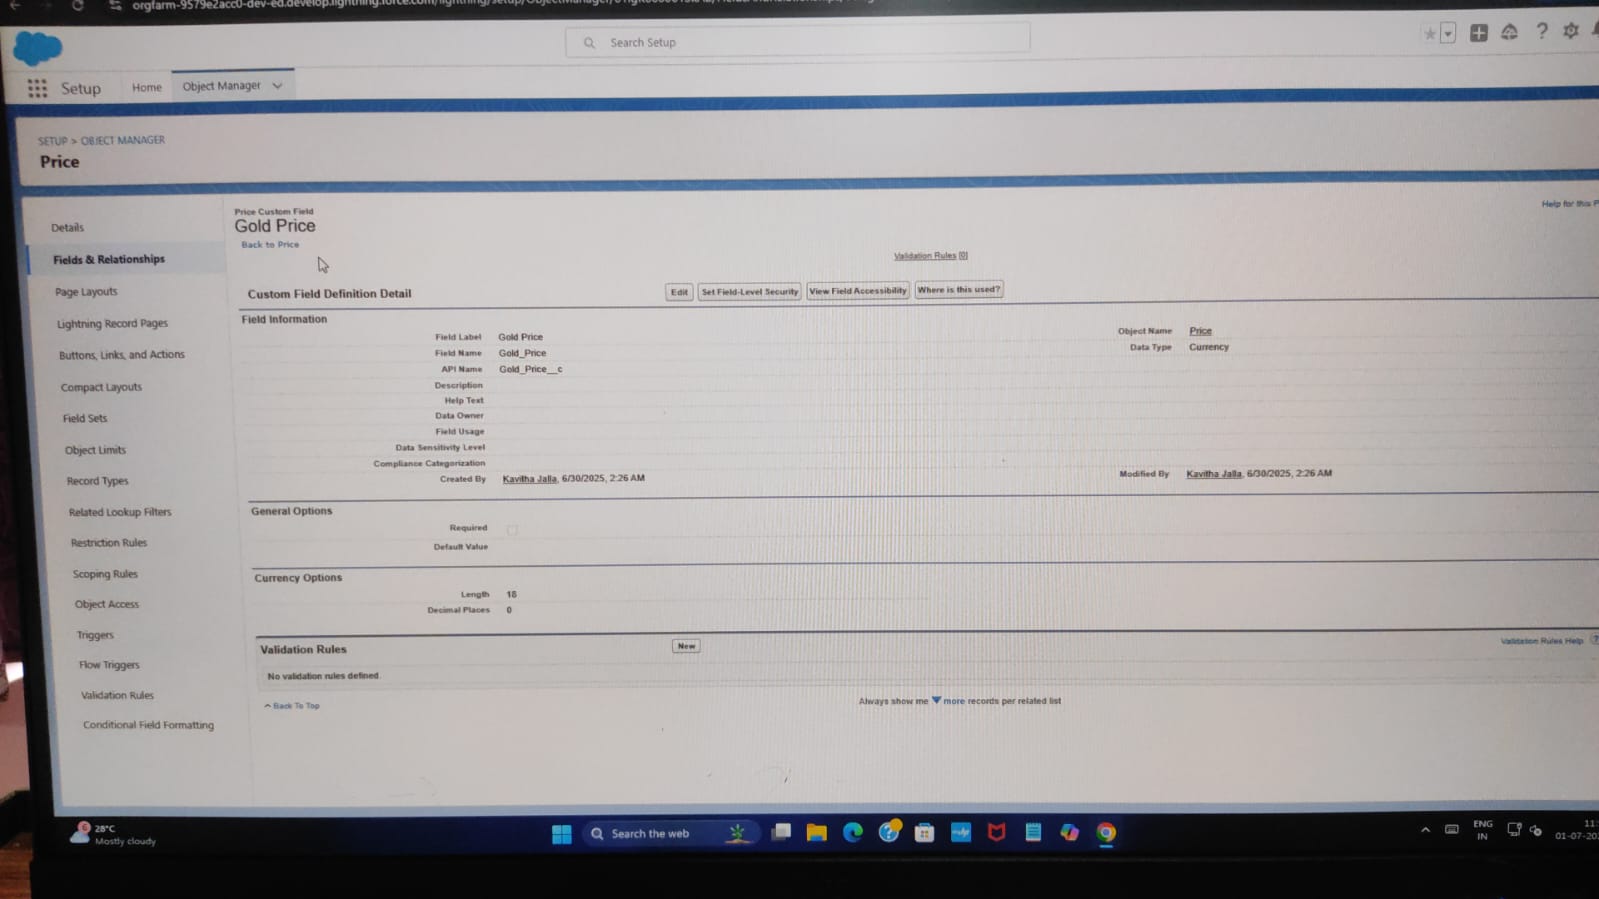 orgfarm-9579e2acc0-dev-ed.develop.lightning.force.com/lightning/setup/ObjectManager/
Search Setup
Setup
Home
Object Manager
SETUP > OBJECT MANAGER
Price
Details
Fields & Relationships
Page Layouts
Lightning Record Pages
Buttons, Links, and Actions
Compact Layouts
Field Sets
Object Limits
Record Types
Related Lookup Filters
Restriction Rules
Scoping Rules
Object Access
Triggers
Flow Triggers
Validation Rules
Conditional Field Formatting
Price Custom Field
Gold Price
Back to Price
Help for this P
Validation Rules [0]
Custom Field Definition Detail
Edit Set Field-Level Security View Field Accessibility Where is this used?
Field Information
Field Label Gold Price
Object Name Price
Field Name Gold_Price
Data Type Currency
API Name Gold_Price__c
Description
Help Text
Data Owner
Field Usage
Data Sensitivity Level
Compliance Categorization
Created By Kavitha Jalla, 6/30/2025, 2:26 AM
Modified By Kavitha Jalla, 6/30/2025, 2:26 AM
General Options
Required
Default Value
Currency Options
Length 18
Decimal Places 0
Validation Rules
New
Validation Rules Help ?
No validation rules defined.
Back To Top
Always show me more records per related list
28°C
Mostly cloudy
Search the web
ENG
IN
11:
01-07-20